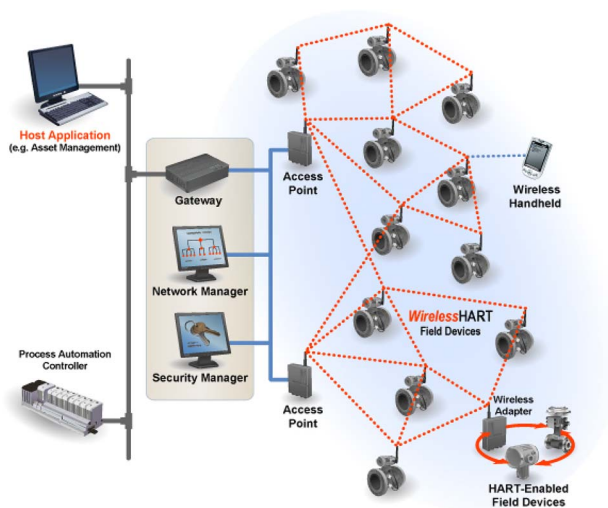 Host Application
(e.g. Asset Management)
Gateway
Access
Point
Wireless
Handheld
Network Manager
WirelessHART
Field Devices
Process Automation
Controller
Security Manager
Access
Point
Wireless
Adapter
HART-Enabled
Field Devices